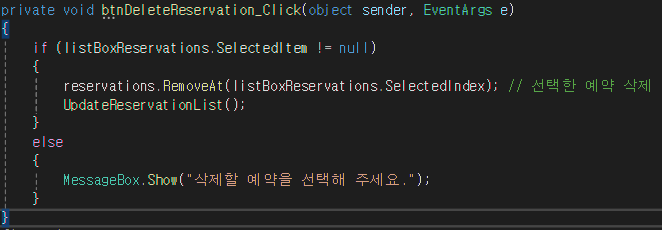 private void btnDeleteReservation_Click(object sender, EventArgs e)
{
if (listBoxReservations.SelectedItem != null)
{
reservations.RemoveAt(listBoxReservations.SelectedIndex); // 선택한 예약 삭제
UpdateReservationList();
}
else
{
MessageBox.Show("삭제할 예약을 선택해 주세요.");
}
}